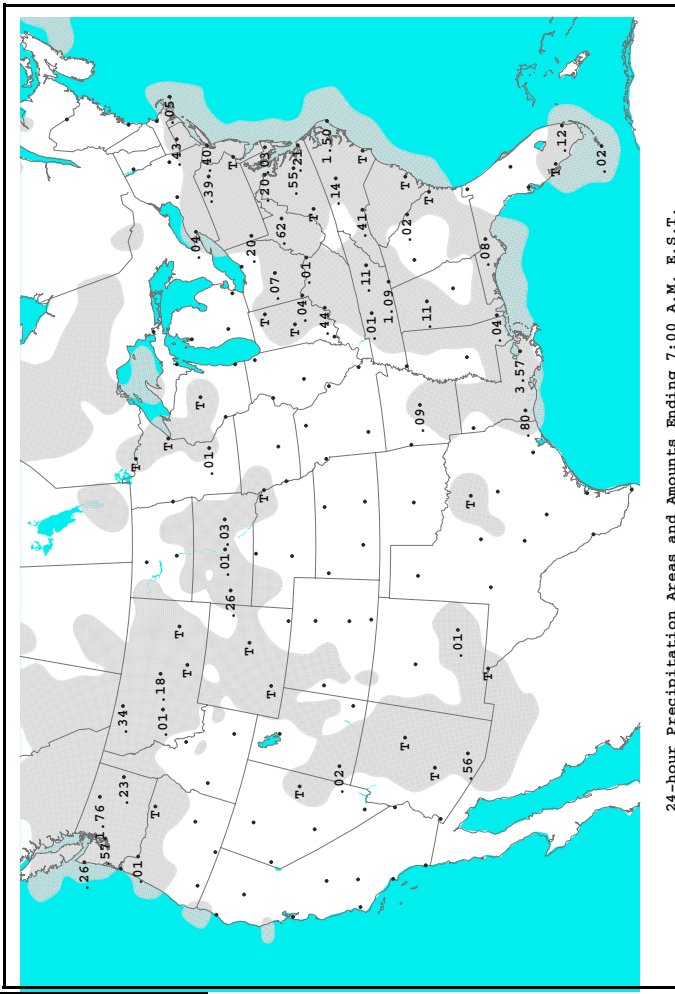 .26
.57
1.76
.23
.34
T
.01
T
.01
.18
T
.05
.43
T
T
.04
T
.01
.39
.40
.01
.03
.26
T
T
.20
T
T
.20
.03
T
.07
.62
T
.55
.21
T
.04
.01
T
.44
1.50
.14
.02
.41
T
.11
.01
1.09
T
.02
T
.09
.11
T
T
.01
.56
T
.08
T
.04
3.57
.80
T
.12
.02
24-hour Precipitation Areas and Amounts Ending 7:00 A.M. E.S.T.